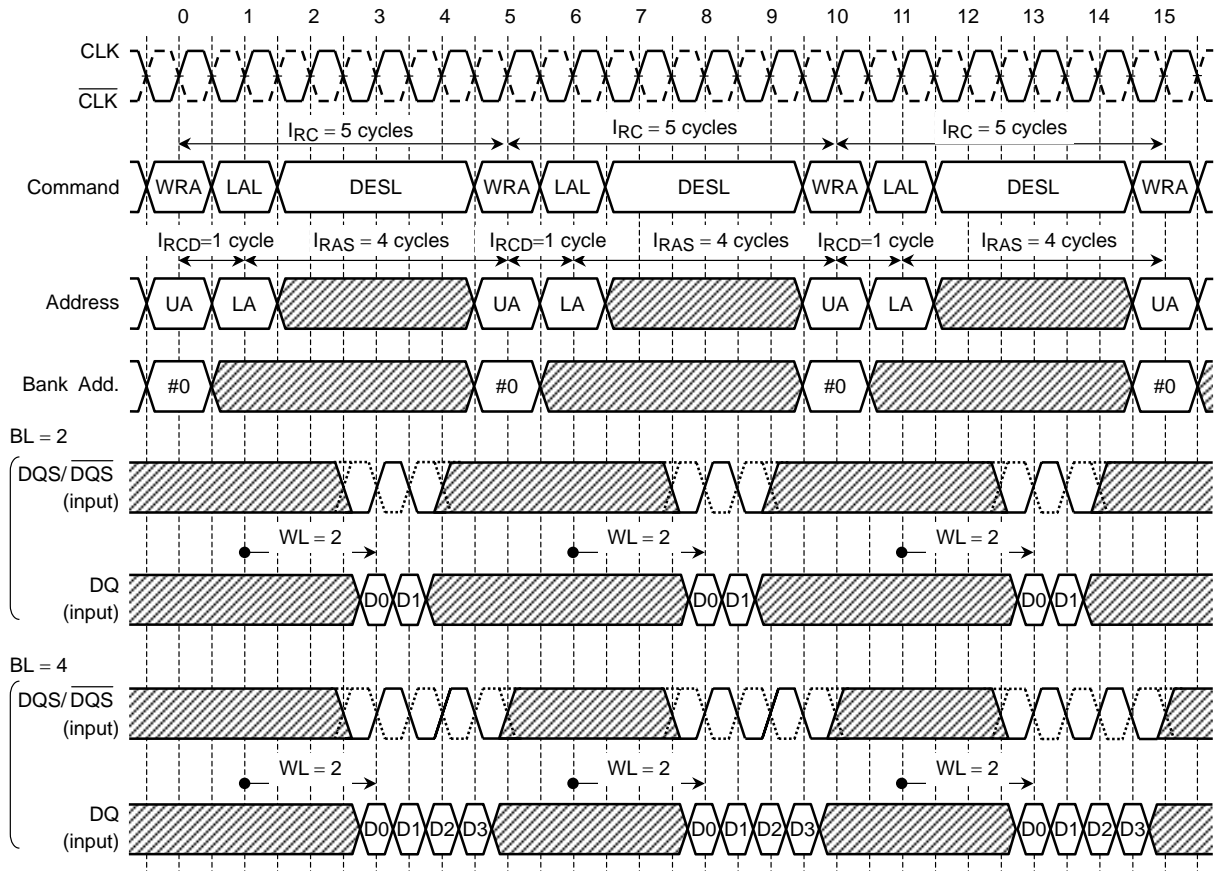 0 1 2 3 4 5 6 7 8 9 10 11 12 13 14 15
CLK
CLK
IRC = 5 cycles IRC = 5 cycles IRC = 5 cycles
Command WRA LAL DESL WRA LAL DESL WRA LAL DESL WRA
IRCD=1 cycle IRAS = 4 cycles IRCD=1 cycle IRAS = 4 cycles IRCD=1 cycle IRAS = 4 cycles
Address UA LA UA LA UA LA UA
Bank Add. #0 #0 #0 #0
BL = 2
DQS/DQS
(input)
WL = 2 WL = 2 WL = 2
DQ
(input) D0 D1 D0 D1 D0 D1
BL = 4
DQS/DQS
(input)
WL = 2 WL = 2 WL = 2
DQ
(input) D0 D1 D2 D3 D0 D1 D2 D3 D0 D1 D2 D3